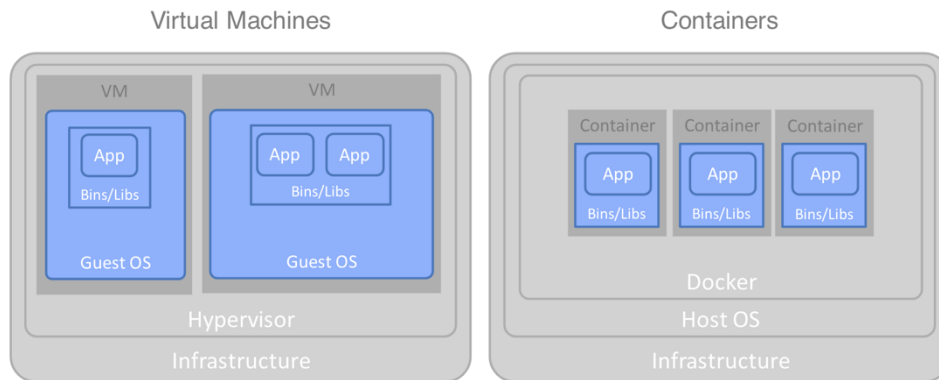 Virtual Machines
VM
App
Bins/Libs
Guest OS
VM
App App
Bins/Libs
Guest OS
Hypervisor
Infrastructure
Containers
Container
App
Bins/Libs
Container
App
Bins/Libs
Container
App
Bins/Libs
Docker
Host OS
Infrastructure